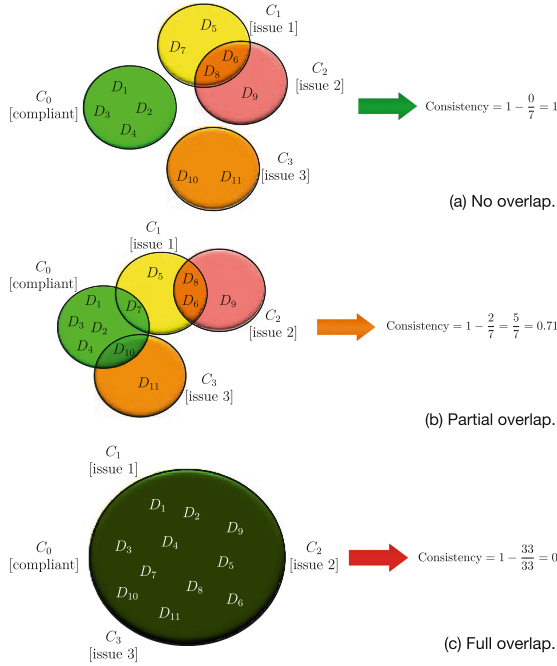 C₁
[issue 1]
D₅
D₇
D₆
D₈
C₂
[issue 2]
D₉
C₀
[compliant]
D₁
D₃
D₂
D₄
C₃
[issue 3]
D₁₀ D₁₁
Consistency = 1 − 0/7 = 1
(a) No overlap.
C₁
[issue 1]
C₀
[compliant]
D₅
D₈
D₁
D₇
D₆
D₉
D₃
D₂
D₄
D₁₀
C₂
[issue 2]
D₁₁
C₃
[issue 3]
Consistency = 1 − 2/7 = 5/7 = 0.71
(b) Partial overlap.
C₁
[issue 1]
D₁
D₂
D₉
C₀
[compliant]
D₃
D₄
D₅
C₂
[issue 2]
D₇
D₈
D₁₀
D₆
D₁₁
C₃
[issue 3]
Consistency = 1 − 33/33 = 0
(c) Full overlap.